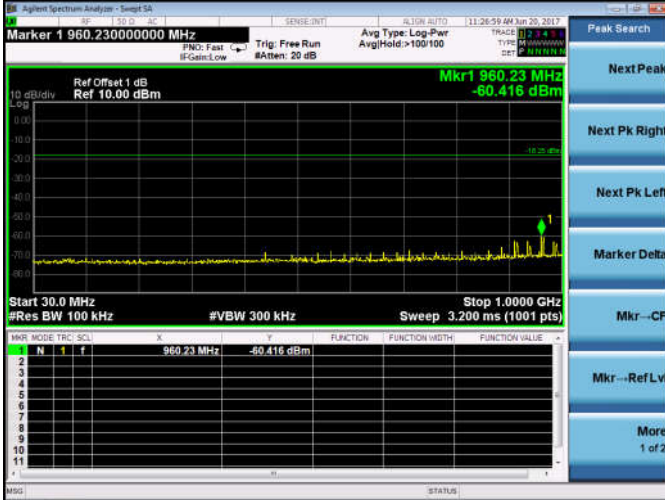 Agilent Spectrum Analyzer - Swept SA
RF 50 Ω AC SENSE:INT ALIGN AUTO 11:26:59 AM Jun 20, 2017
Marker 1 960.230000000 MHz
PNO: Fast
IFGain:Low
Trig: Free Run
#Atten: 20 dB
Avg Type: Log-Pwr
Avg|Hold:>100/100
TRACE 1 2 3 4 5 6
TYPE M
DET P N N N N N
Peak Search
Next Peak
Next Pk Right
Next Pk Left
Marker Delta
Mkr→CF
Mkr→Ref Lvl
More
1 of 2
Mkr1 960.23 MHz
-60.416 dBm
Ref Offset 1 dB
10 dB/div Ref 10.00 dBm
Log
0.00
-10.0
-20.0
-30.0
-40.0
-50.0
-60.0
-70.0
-80.0
1
Start 30.0 MHz Stop 1.0000 GHz
#Res BW 100 kHz #VBW 300 kHz Sweep 3.200 ms (1001 pts)
MKR MODE TRC SCL X Y FUNCTION FUNCTION WIDTH FUNCTION VALUE
1 N 1 f 960.23 MHz -60.416 dBm
2
3
4
5
6
7
8
9
10
11
MSG STATUS